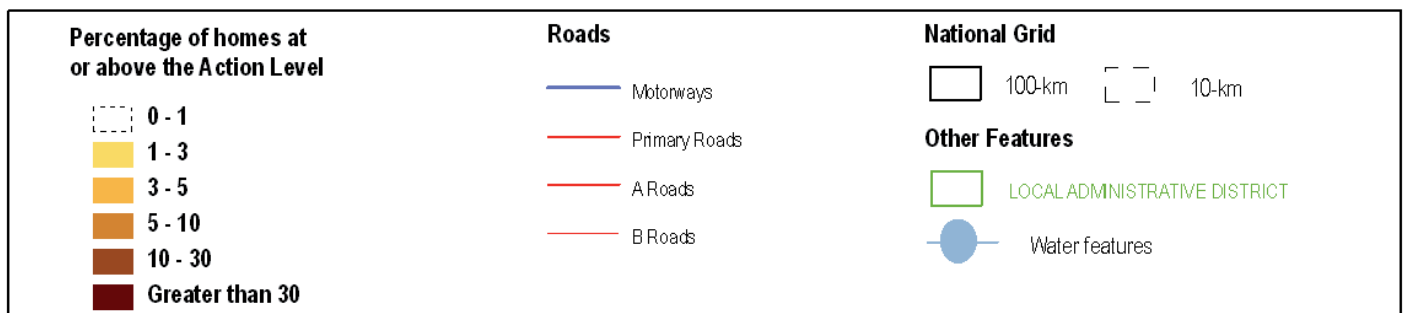 Percentage of homes at
or above the Action Level
0 - 1
1 - 3
3 - 5
5 - 10
10 - 30
Greater than 30
Roads
Motorways
Primary Roads
A Roads
B Roads
National Grid
100-km
10-km
Other Features
LOCAL ADMINISTRATIVE DISTRICT
Water features